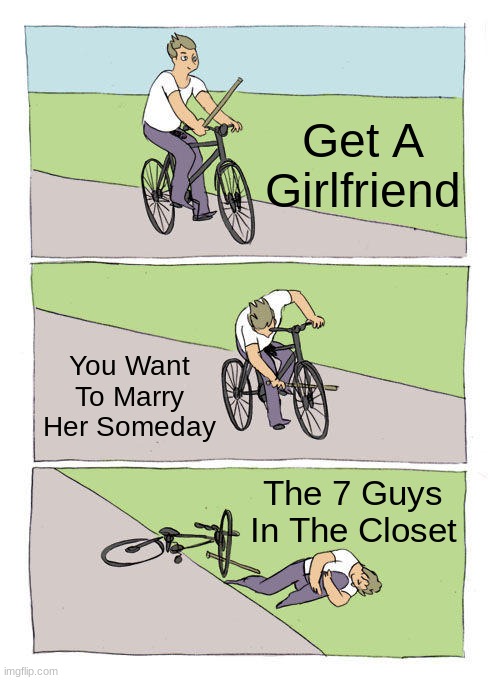 Get A
Girlfriend
You Want
To Marry
Her Someday
The 7 Guys
In The Closet
imgflip.com